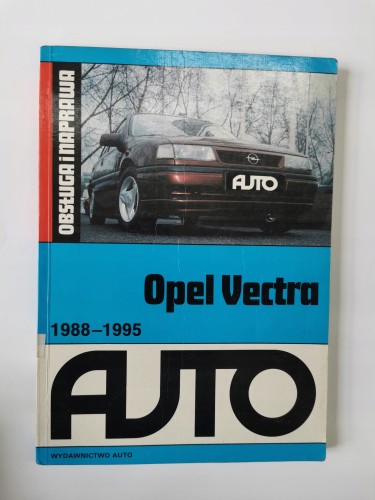 OBSŁUGA i NAPRAWA
AUTO
Opel Vectra
1988–1995
AUTO
WYDAWNICTWO AUTO